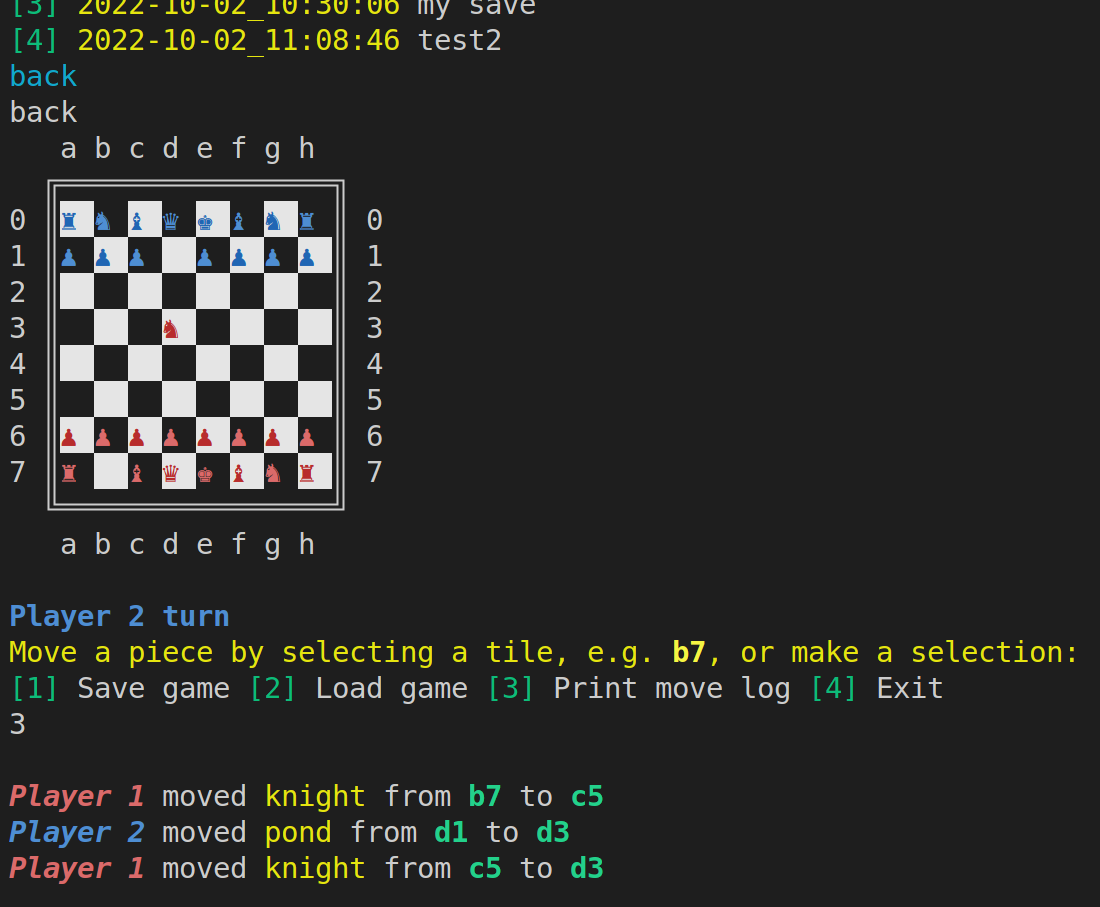 [3] 2022-10-02_10:30:06 my save
[4] 2022-10-02_11:08:46 test2
back
back
a b c d e f g h
0 ♜ ♞ ♝ ♛ ♚ ♝ ♞ ♜ 0
1 ♟ ♟ ♟ ♟ ♟ ♟ ♟ 1
2 2
3 ♞ 3
4 4
5 5
6 ♟ ♟ ♟ ♟ ♟ ♟ ♟ ♟ 6
7 ♜ ♝ ♛ ♚ ♝ ♞ ♜ 7
a b c d e f g h
Player 2 turn
Move a piece by selecting a tile, e.g. b7, or make a selection:
[1] Save game [2] Load game [3] Print move log [4] Exit
3
Player 1 moved knight from b7 to c5
Player 2 moved pond from d1 to d3
Player 1 moved knight from c5 to d3